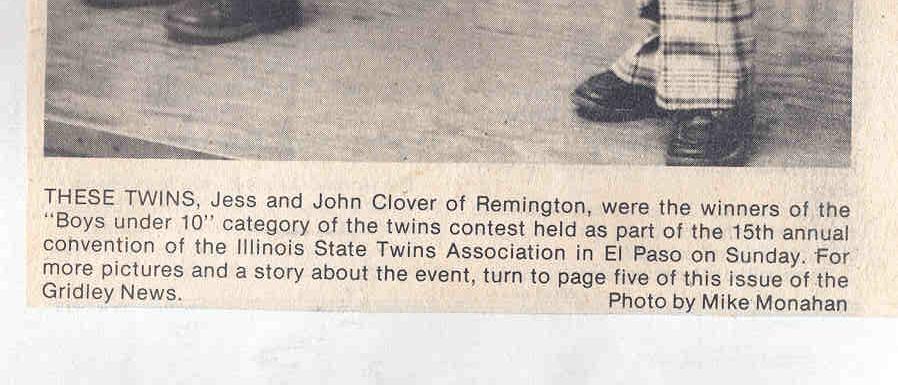 THESE TWINS, Jess and John Clover of Remington, were the winners of the
"Boys under 10" category of the twins contest held as part of the 15th annual
convention of the Illinois State Twins Association in El Paso on Sunday. For
more pictures and a story about the event, turn to page five of this issue of the
Gridley News. Photo by Mike Monahan